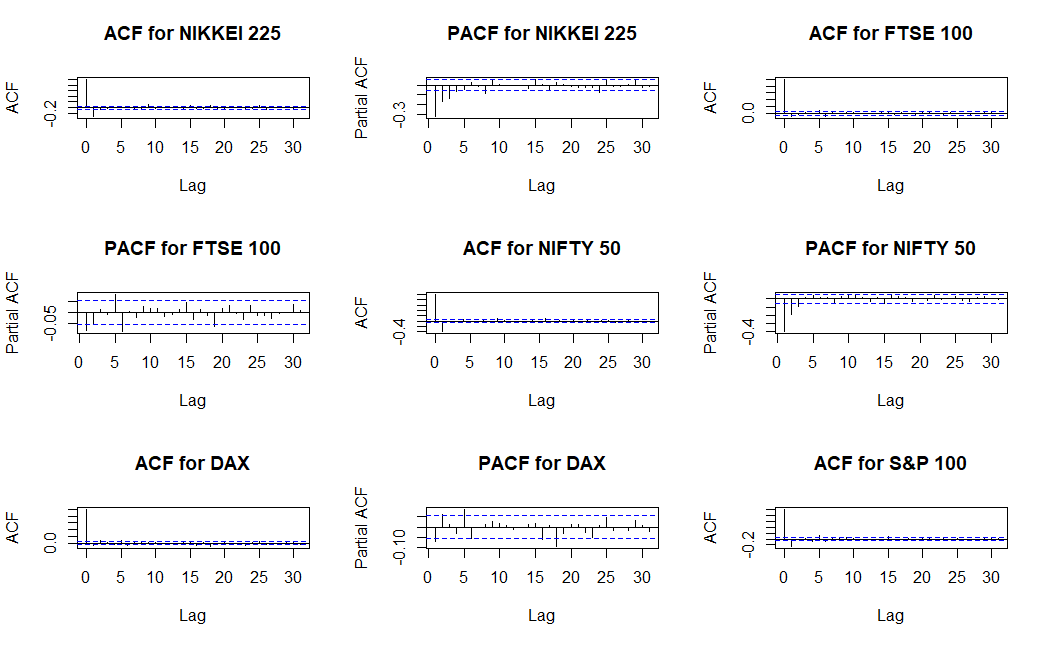 ACF for NIKKEI 225
ACF
-0.2
0 5 10 15 20 25 30
Lag
PACF for NIKKEI 225
Partial ACF
-0.3
0 5 10 15 20 25 30
Lag
ACF for FTSE 100
ACF
0.0
0 5 10 15 20 25 30
Lag
PACF for FTSE 100
Partial ACF
-0.05
0 5 10 15 20 25 30
Lag
ACF for NIFTY 50
ACF
-0.4
0 5 10 15 20 25 30
Lag
PACF for NIFTY 50
Partial ACF
-0.4
0 5 10 15 20 25 30
Lag
ACF for DAX
ACF
0.0
0 5 10 15 20 25 30
Lag
PACF for DAX
Partial ACF
-0.10
0 5 10 15 20 25 30
Lag
ACF for S&P 100
ACF
-0.2
0 5 10 15 20 25 30
Lag